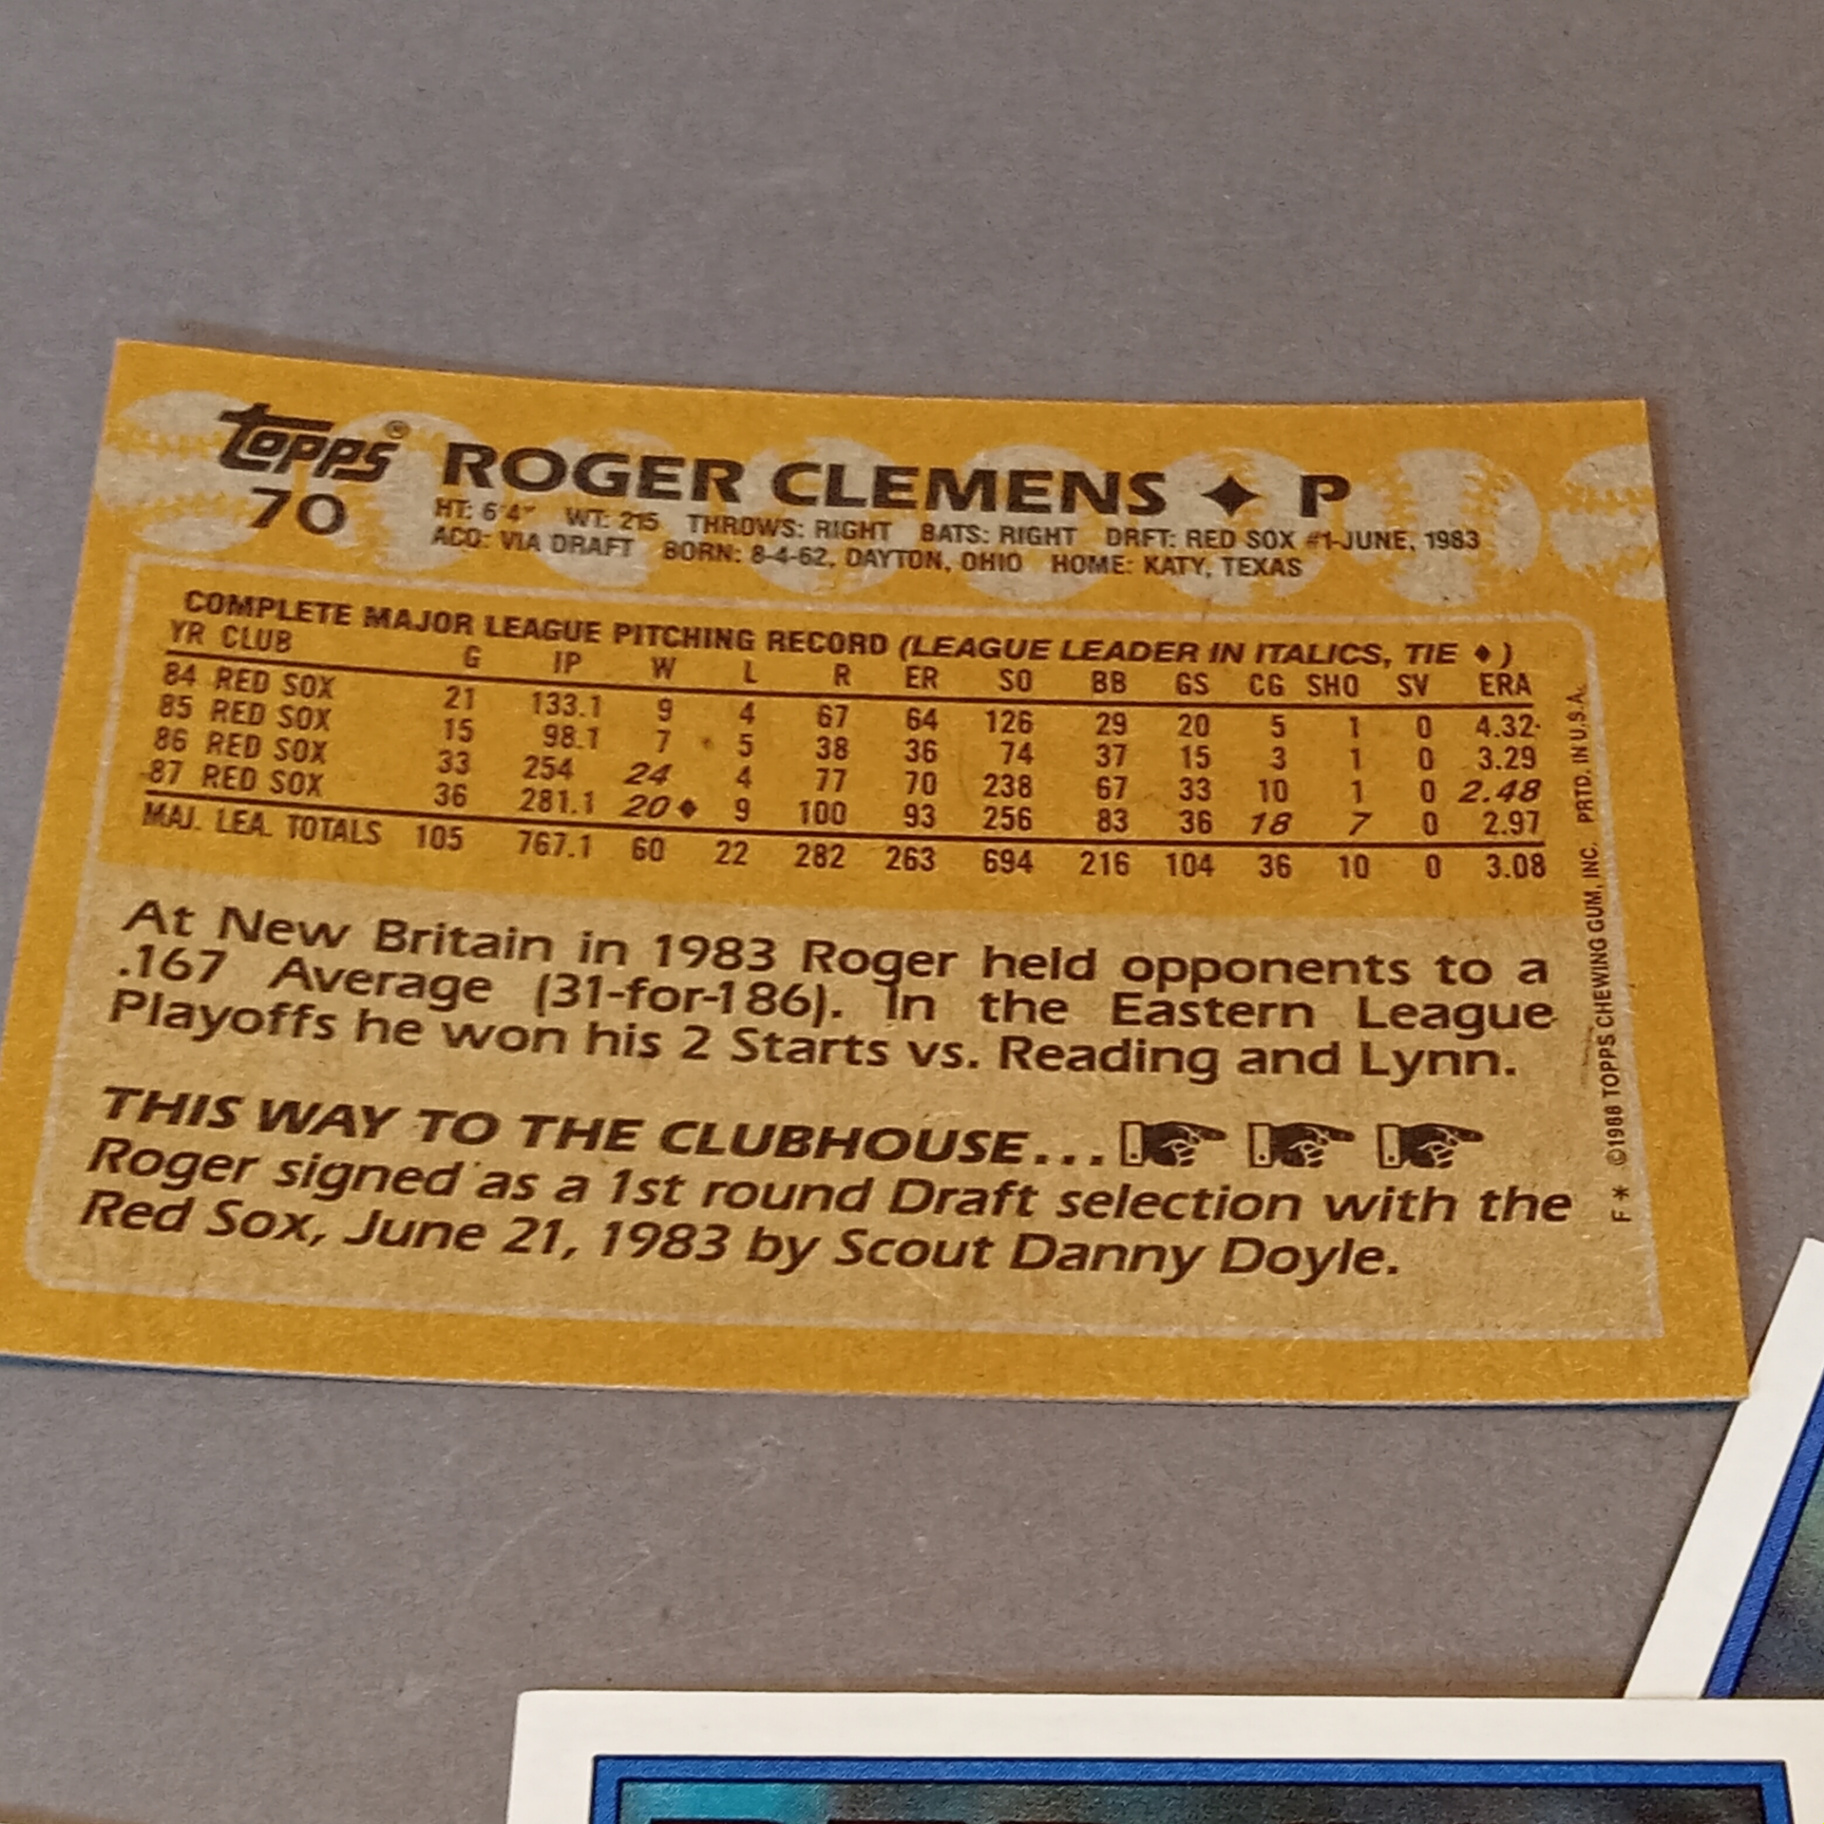 topps® ROGER CLEMENS ✦ P
70
HT: 6'4" WT: 215 THROWS: RIGHT BATS: RIGHT DRFT: RED SOX #1-JUNE, 1983
ACQ: VIA DRAFT BORN: 8-4-62, DAYTON, OHIO HOME: KATY, TEXAS
COMPLETE MAJOR LEAGUE PITCHING RECORD (LEAGUE LEADER IN ITALICS, TIE ♦)
YR CLUB G IP W L R ER SO BB GS CG SHO SV ERA
84 RED SOX 21 133.1 9 4 67 64 126 29 20 5 1 0 4.32
85 RED SOX 15 98.1 7 5 38 36 74 37 15 3 1 0 3.29
86 RED SOX 33 254 24 4 77 70 238 67 33 10 1 0 2.48
87 RED SOX 36 281.1 20♦ 9 100 93 256 83 36 18 7 0 2.97
MAJ. LEA. TOTALS 105 767.1 60 22 282 263 694 216 104 36 10 0 3.08
At New Britain in 1983 Roger held opponents to a
.167 Average (31-for-186). In the Eastern League
Playoffs he won his 2 Starts vs. Reading and Lynn.
THIS WAY TO THE CLUBHOUSE...
Roger signed as a 1st round Draft selection with the
Red Sox, June 21, 1983 by Scout Danny Doyle.
F* ©1988 TOPPS CHEWING GUM, INC. PRTD. IN U.S.A.